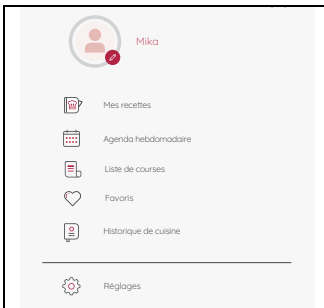 Mika
Mes recettes
Agenda hebdomadaire
Liste de courses
Favoris
Historique de cuisine
Réglages